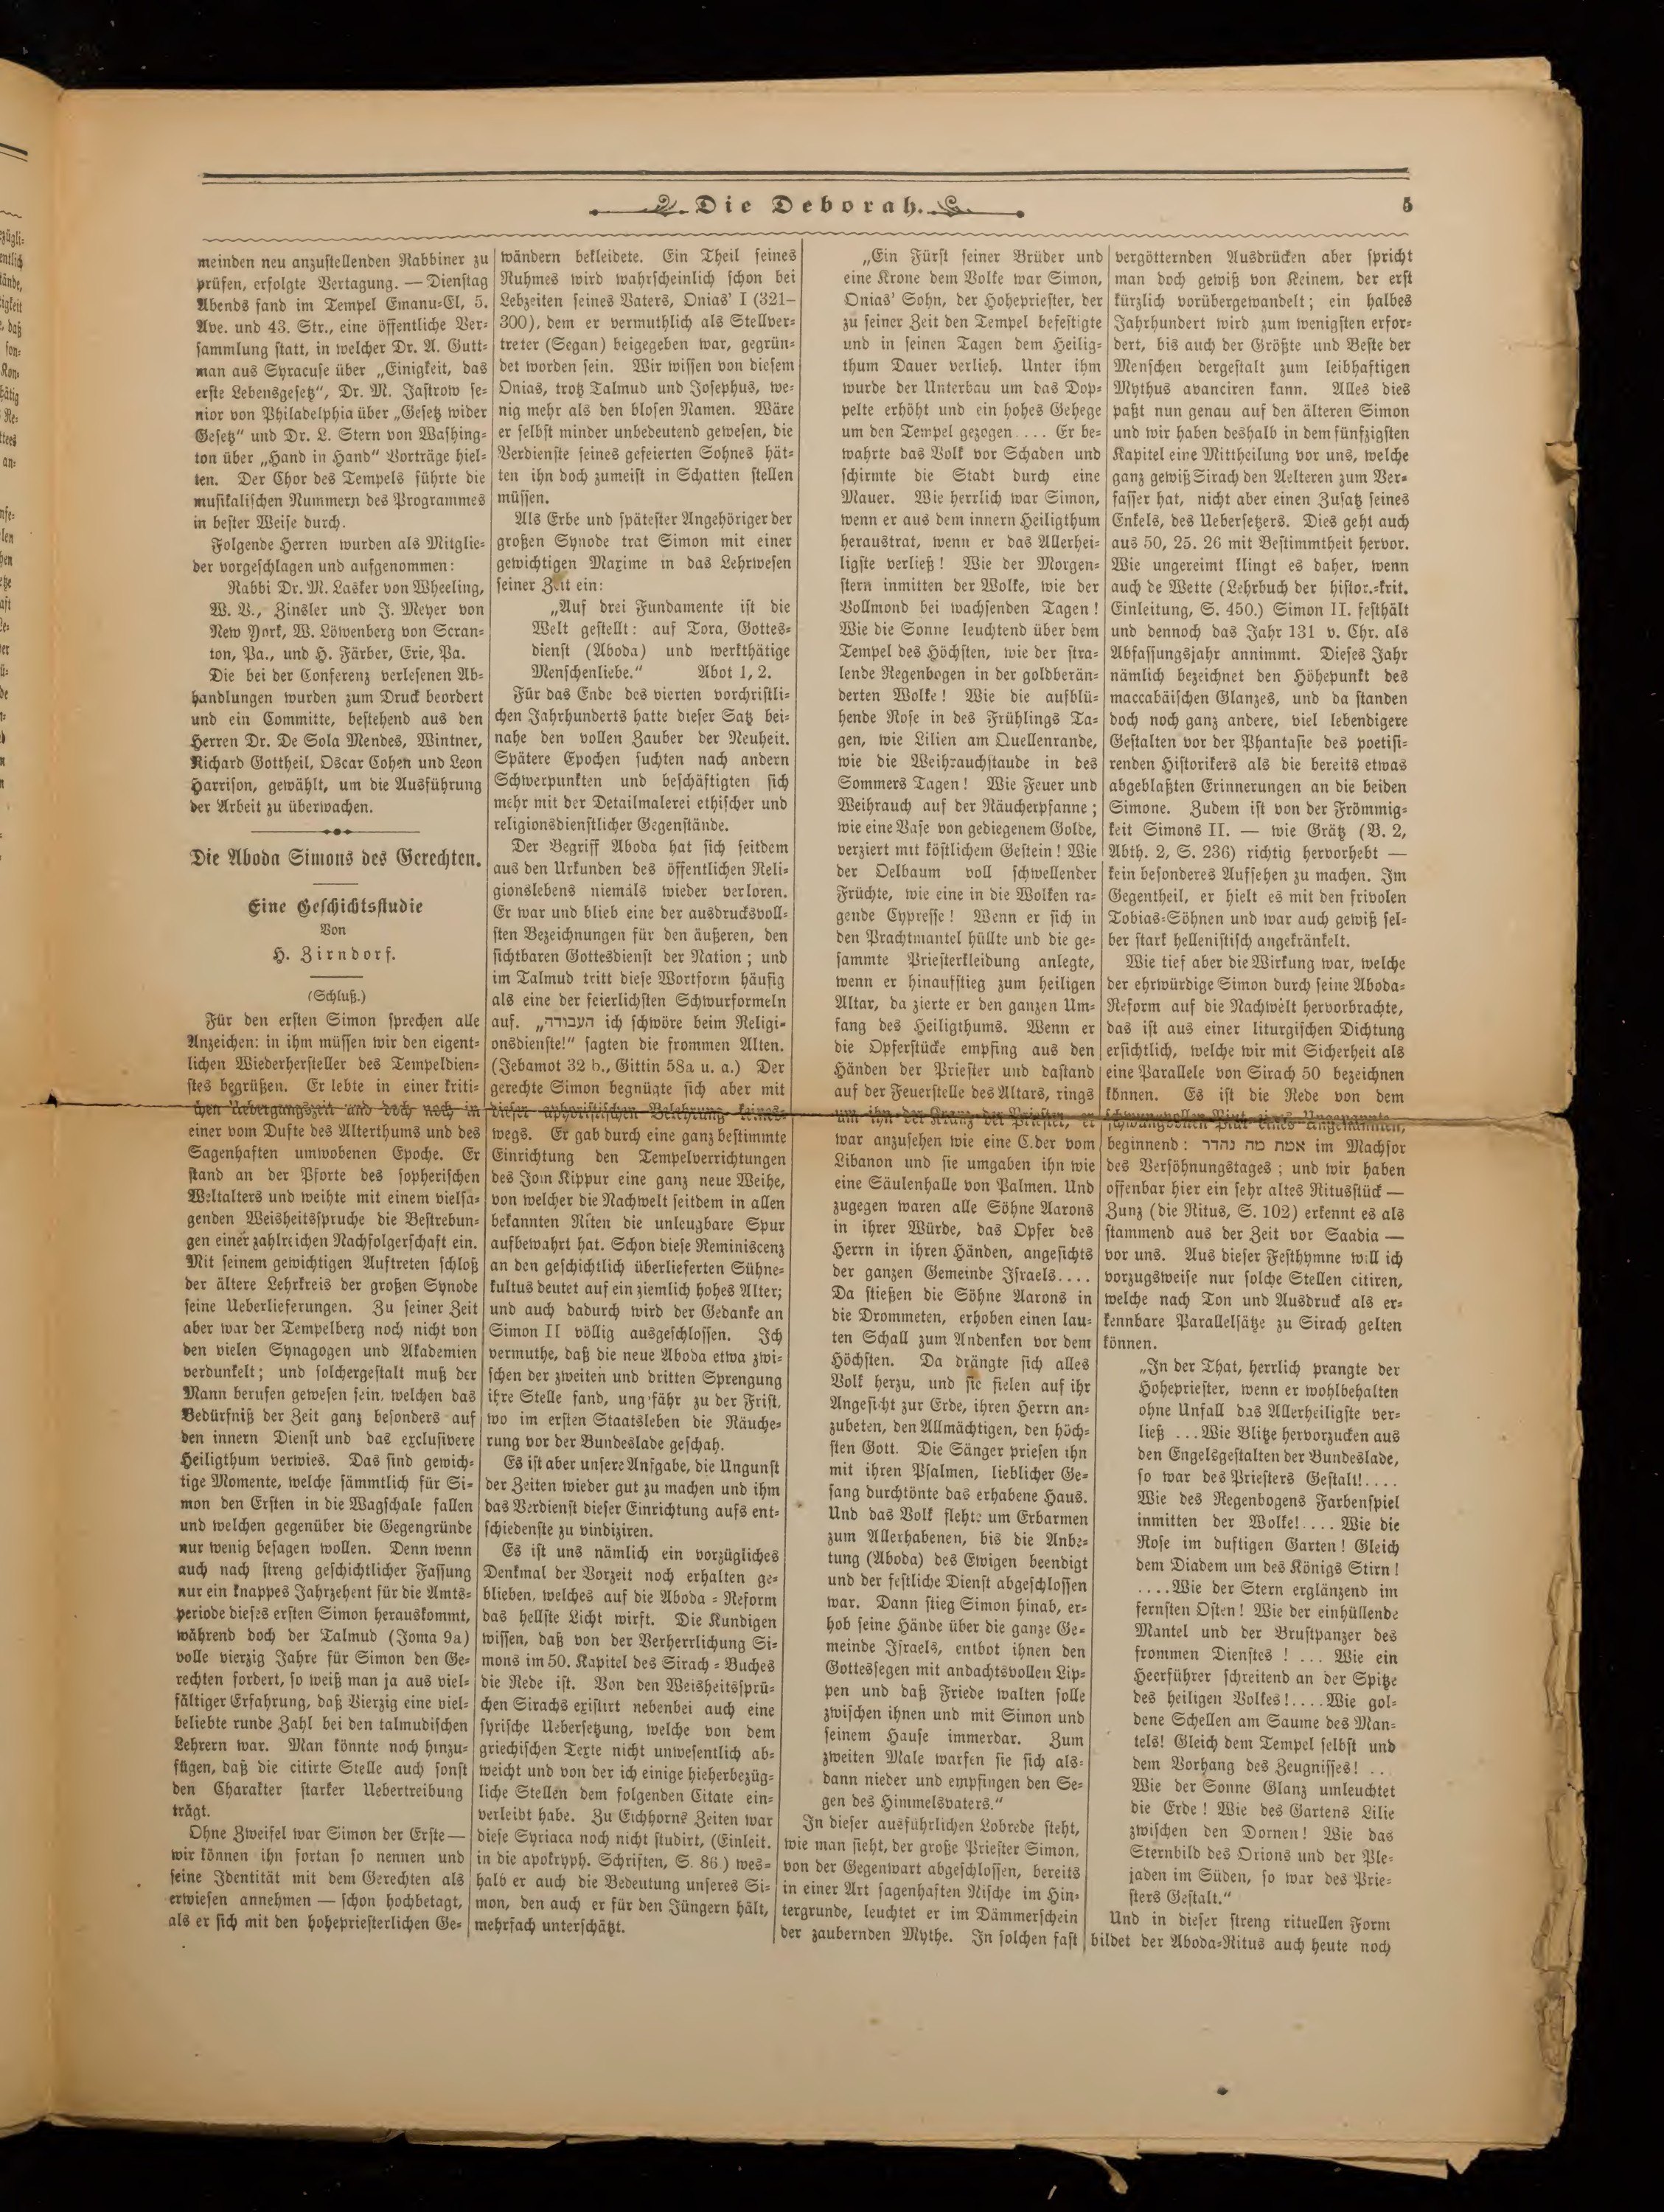 Die Deborah.
5
meinden neu anzustellenden Rabbiner zu
prüfen, erfolgte Vertagung. — Dienstag
Abends fand im Tempel Emanu-El, 5.
Ave. und 43. Str., eine öffentliche Ver-
sammlung statt, in welcher Dr. A. Gutt-
man aus Syracuse über „Einigkeit, das
erste Lebensgesetz“, Dr. M. Jastrow se-
nior von Philadelphia über „Gesetz wider
Gesetz“ und Dr. L. Stern von Washing-
ton über „Hand in Hand“ Vorträge hiel-
ten. Der Chor des Tempels führte die
musikalischen Nummern des Programmes
in bester Weise durch.
Folgende Herren wurden als Mitglie-
der vorgeschlagen und aufgenommen:
Rabbi Dr. M. Lasker von Wheeling,
W. V., Zinsler und J. Meyer von
New York, W. Löwenberg von Scran-
ton, Pa., und H. Färber, Erie, Pa.
Die bei der Conferenz verlesenen Ab-
handlungen wurden zum Druck beordert
und ein Committe, bestehend aus den
Herren Dr. De Sola Mendes, Wintner,
Richard Gottheil, Oscar Cohen und Leon
Harrison, gewählt, um die Ausführung
der Arbeit zu überwachen.
Die Aboda Simons des Gerechten.
Eine Geschichtsstudie
Von
H. Zirndorf.
(Schluß.)
Für den ersten Simon sprechen alle
Anzeichen: in ihm müssen wir den eigent-
lichen Wiederhersteller des Tempeldien-
stes begrüßen. Er lebte in einer kriti-
chen Uebergangszeit und doch noch in
einer vom Dufte des Alterthums und des
Sagenhaften umwobenen Epoche. Er
stand an der Pforte des sopherischen
Weltalters und weihte mit einem vielsa-
genden Weisheitsspruche die Bestrebun-
gen einer zahlreichen Nachfolgerschaft ein.
Mit seinem gewichtigen Auftreten schloß
der ältere Lehrkreis der großen Synode
seine Ueberlieferungen. Zu seiner Zeit
aber war der Tempelberg noch nicht von
den vielen Synagogen und Akademien
verdunkelt; und solchergestalt muß der
Mann berufen gewesen sein, welchen das
Bedürfniß der Zeit ganz besonders auf
den innern Dienst und das exclusivere
Heiligthum verwies. Das sind gewich-
tige Momente, welche sämmtlich für Si-
mon den Ersten in die Wagschale fallen
und welchen gegenüber die Gegengründe
nur wenig besagen wollen. Denn wenn
auch nach streng geschichtlicher Fassung
nur ein knappes Jahrzehent für die Amts-
periode dieses ersten Simon herauskommt,
während doch der Talmud (Joma 9a)
volle vierzig Jahre für Simon den Ge-
rechten fordert, so weiß man ja aus viel-
fältiger Erfahrung, daß Vierzig eine viel-
beliebte runde Zahl bei den talmudischen
Lehrern war. Man könnte noch hinzu-
fügen, daß die citirte Stelle auch sonst
den Charakter starker Uebertreibung
trägt.
Ohne Zweifel war Simon der Erste—
wir können ihn fortan so nennen und
seine Identität mit dem Gerechten als
erwiesen annehmen — schon hochbetagt,
als er sich mit den hohepriesterlichen Ge-
wändern bekleidete. Ein Theil seines
Ruhmes wird wahrscheinlich schon bei
Lebzeiten seines Vaters, Onias' I (321–
300), dem er vermuthlich als Stellver-
treter (Segan) beigegeben war, gegrün-
det worden sein. Wir wissen von diesem
Onias, trotz Talmud und Josephus, we-
nig mehr als den blosen Namen. Wäre
er selbst minder unbedeutend gewesen, die
Verdienste seines gefeierten Sohnes hät-
ten ihn doch zumeist in Schatten stellen
müssen.
Als Erbe und spätester Angehöriger der
großen Synode trat Simon mit einer
gewichtigen Maxime in das Lehrwesen
seiner Zeit ein:
„Auf drei Fundamente ist die
Welt gestellt: auf Tora, Gottes-
dienst (Aboda) und werkthätige
Menschenliebe.“ Abot 1, 2.
Für das Ende des vierten vorchristli-
chen Jahrhunderts hatte dieser Satz bei-
nahe den vollen Zauber der Neuheit.
Spätere Epochen suchten nach andern
Schwerpunkten und beschäftigten sich
mehr mit der Detailmalerei ethischer und
religionsdienstlicher Gegenstände.
Der Begriff Aboda hat sich seitdem
aus den Urkunden des öffentlichen Reli-
gionslebens niemals wieder verloren.
Er war und blieb eine der ausdrucksvoll-
sten Bezeichnungen für den äußeren, den
sichtbaren Gottesdienst der Nation; und
im Talmud tritt diese Wortform häufig
als eine der feierlichsten Schwurformeln
auf. „העבודה ich schwöre beim Religi-
onsdienste!“ sagten die frommen Alten.
(Jebamot 32 b., Gittin 58a u. a.) Der
gerechte Simon begnügte sich aber mit
dieser aphoristischen Belehrung keines-
wegs. Er gab durch eine ganz bestimmte
Einrichtung den Tempelverrichtungen
des Jom Kippur eine ganz neue Weihe,
von welcher die Nachwelt seitdem in allen
bekannten Riten die unleugbare Spur
aufbewahrt hat. Schon diese Reminiscenz
an den geschichtlich überlieferten Sühne-
kultus deutet auf ein ziemlich hohes Alter;
und auch dadurch wird der Gedanke an
Simon II völlig ausgeschlossen. Ich
vermuthe, daß die neue Aboda etwa zwi-
schen der zweiten und dritten Sprengung
ihre Stelle fand, ungefähr zu der Frist,
wo im ersten Staatsleben die Räuche-
rung vor der Bundeslade geschah.
Es ist aber unsere Anfgabe, die Ungunst
der Zeiten wieder gut zu machen und ihm
das Verdienst dieser Einrichtung aufs ent-
schiedenste zu vindiziren.
Es ist uns nämlich ein vorzügliches
Denkmal der Vorzeit noch erhalten ge-
blieben, welches auf die Aboda-Reform
das hellste Licht wirft. Die Kundigen
wissen, daß von der Verherrlichung Si-
mons im 50. Kapitel des Sirach-Buches
die Rede ist. Von den Weisheitssprü-
chen Sirachs existirt nebenbei auch eine
syrische Uebersetzung, welche von dem
griechischen Texte nicht unwesentlich ab-
weicht und von der ich einige hieherbezüg-
liche Stellen dem folgenden Citate ein-
verleibt habe. Zu Eichhorns Zeiten war
diese Syriaca noch nicht studirt, (Einleit.
in die apokryph. Schriften, S. 86.) wes-
halb er auch die Bedeutung unseres Si-
mon, den auch er für den Jüngern hält,
mehrfach unterschätzt.
„Ein Fürst seiner Brüder und
eine Krone dem Volke war Simon,
Onias' Sohn, der Hohepriester, der
zu seiner Zeit den Tempel befestigte
und in seinen Tagen dem Heilig-
thum Dauer verlieh. Unter ihm
wurde der Unterbau um das Dop-
pelte erhöht und ein hohes Gehege
um den Tempel gezogen.... Er be-
wahrte das Volk vor Schaden und
schirmte die Stadt durch eine
Mauer. Wie herrlich war Simon,
wenn er aus dem innern Heiligthum
heraustrat, wenn er das Allerhei-
ligste verließ! Wie der Morgen-
stern inmitten der Wolke, wie der
Vollmond bei wachsenden Tagen!
Wie die Sonne leuchtend über dem
Tempel des Höchsten, wie der stra-
lende Regenbogen in der goldberän-
derten Wolke! Wie die aufblü-
hende Rose in des Frühlings Ta-
gen, wie Lilien am Quellenrande,
wie die Weihrauchstaude in des
Sommers Tagen! Wie Feuer und
Weihrauch auf der Räucherpfanne;
wie eine Vase von gediegenem Golde,
verziert mit köstlichem Gestein! Wie
der Oelbaum voll schwellender
Früchte, wie eine in die Wolken ra-
gende Cypresse! Wenn er sich in
den Prachtmantel hüllte und die ge-
sammte Priesterkleidung anlegte,
wenn er hinaufstieg zum heiligen
Altar, da zierte er den ganzen Um-
fang des Heiligthums. Wenn er
die Opferstücke empfing aus den
Händen der Priester und dastand
auf der Feuerstelle des Altars, rings
um ihn der Kranz der Priester, er
war anzusehen wie eine C.der vom
Libanon und sie umgaben ihn wie
eine Säulenhalle von Palmen. Und
zugegen waren alle Söhne Aarons
in ihrer Würde, das Opfer des
Herrn in ihren Händen, angesichts
der ganzen Gemeinde Israels....
Da stießen die Söhne Aarons in
die Drommeten, erhoben einen lau-
ten Schall zum Andenken vor dem
Höchsten. Da drängte sich alles
Volk herzu, und sie fielen auf ihr
Angesicht zur Erde, ihren Herrn an-
zubeten, den Allmächtigen, den höch-
sten Gott. Die Sänger priesen ihn
mit ihren Psalmen, lieblicher Ge-
sang durchtönte das erhabene Haus.
Und das Volk flehte um Erbarmen
zum Allerhabenen, bis die Anbe-
tung (Aboda) des Ewigen beendigt
und der festliche Dienst abgeschlossen
war. Dann stieg Simon hinab, er-
hob seine Hände über die ganze Ge-
meinde Israels, entbot ihnen den
Gottessegen mit andachtsvollen Lip-
pen und daß Friede walten solle
zwischen ihnen und mit Simon und
seinem Hause immerdar. Zum
zweiten Male warfen sie sich als-
dann nieder und empfingen den Se-
gen des Himmelsvaters.“
In dieser ausführlichen Lobrede steht,
wie man sieht, der große Priester Simon,
von der Gegenwart abgeschlossen, bereits
in einer Art sagenhaften Nische im Hin-
tergrunde, leuchtet er im Dämmerschein
der zaubernden Mythe. In solchen fast
vergötternden Ausdrücken aber spricht
man doch gewiß von Keinem, der erst
kürzlich vorübergewandelt; ein halbes
Jahrhundert wird zum wenigsten erfor-
dert, bis auch der Größte und Beste der
Menschen dergestalt zum leibhaftigen
Mythus avanciren kann. Alles dies
paßt nun genau auf den älteren Simon
und wir haben deshalb in dem fünfzigsten
Kapitel eine Mittheilung vor uns, welche
ganz gewiß Sirach den Aelteren zum Ver-
fasser hat, nicht aber einen Zusatz seines
Enkels, des Uebersetzers. Dies geht auch
aus 50, 25. 26 mit Bestimmtheit hervor.
Wie ungereimt klingt es daher, wenn
auch de Wette (Lehrbuch der histor.-krit.
Einleitung, S. 450.) Simon II. festhält
und dennoch das Jahr 131 v. Chr. als
Abfassungsjahr annimmt. Dieses Jahr
nämlich bezeichnet den Höhepunkt des
maccabäischen Glanzes, und da standen
doch noch ganz andere, viel lebendigere
Gestalten vor der Phantasie des poetisi-
renden Historikers als die bereits etwas
abgeblaßten Erinnerungen an die beiden
Simone. Zudem ist von der Frömmig-
keit Simons II. — wie Grätz (B. 2,
Abth. 2, S. 236) richtig hervorhebt —
kein besonderes Aufsehen zu machen. Im
Gegentheil, er hielt es mit den frivolen
Tobias-Söhnen und war auch gewiß sel-
ber stark hellenistisch angekränkelt.
Wie tief aber die Wirkung war, welche
der ehrwürdige Simon durch seine Aboda-
Reform auf die Nachwelt hervorbrachte,
das ist aus einer liturgischen Dichtung
ersichtlich, welche wir mit Sicherheit als
eine Parallele von Sirach 50 bezeichnen
können. Es ist die Rede von dem
schwungvollen Piut eines Ungenannten,
beginnend: אמת מה נהדר im Machsor
des Versöhnungstages; und wir haben
offenbar hier ein sehr altes Ritusstück —
Zunz (die Ritus, S. 102) erkennt es als
stammend aus der Zeit vor Saadia —
vor uns. Aus dieser Festhymne will ich
vorzugsweise nur solche Stellen citiren,
welche nach Ton und Ausdruck als er-
kennbare Parallelsätze zu Sirach gelten
können.
„In der That, herrlich prangte der
Hohepriester, wenn er wohlbehalten
ohne Unfall das Allerheiligste ver-
ließ ... Wie Blitze hervorzucken aus
den Engelsgestalten der Bundeslade,
so war des Priesters Gestalt!....
Wie des Regenbogens Farbenspiel
inmitten der Wolke!.... Wie die
Rose im duftigen Garten! Gleich
dem Diadem um des Königs Stirn!
....Wie der Stern erglänzend im
fernsten Osten! Wie der einhüllende
Mantel und der Brustpanzer des
frommen Dienstes! ... Wie ein
Heerführer schreitend an der Spitze
des heiligen Volkes!....Wie gol-
dene Schellen am Saume des Man-
tels! Gleich dem Tempel selbst und
dem Vorhang des Zeugnisses! ..
Wie der Sonne Glanz umleuchtet
die Erde! Wie des Gartens Lilie
zwischen den Dornen! Wie das
Sternbild des Orions und der Ple-
jaden im Süden, so war des Prie-
sters Gestalt.“
Und in dieser streng rituellen Form
bildet der Aboda-Ritus auch heute noch